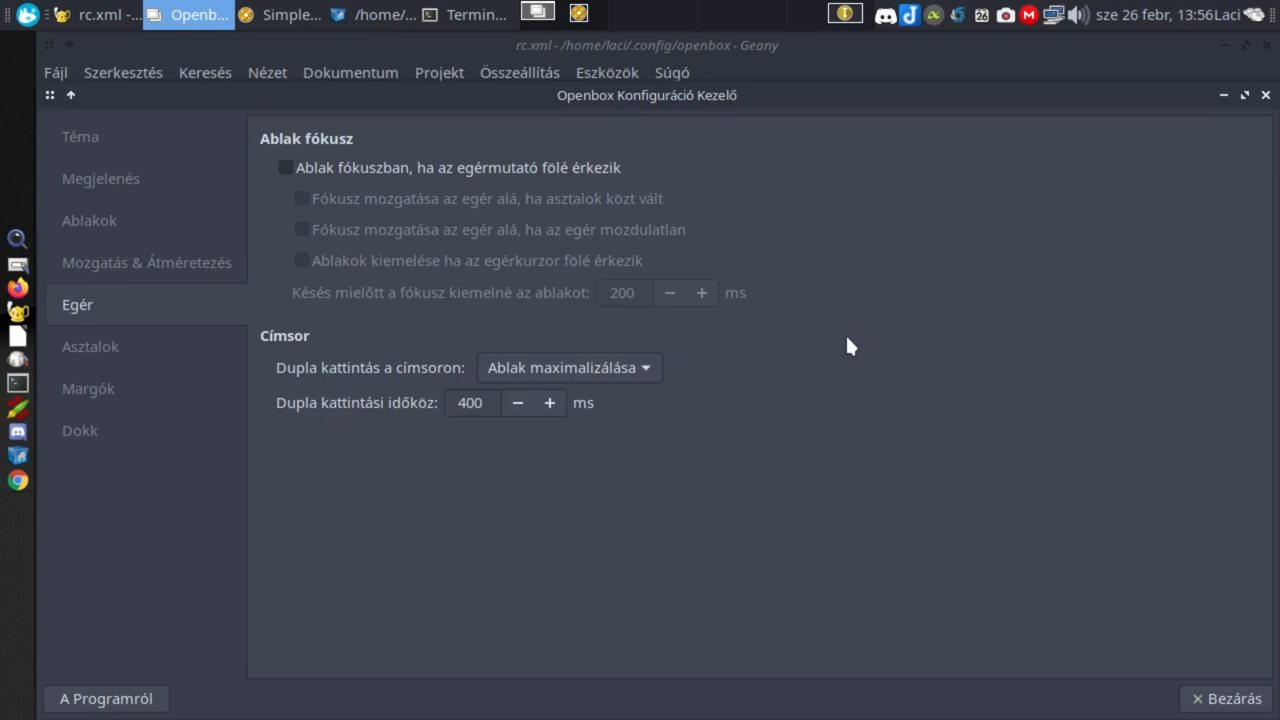 rc.xml -... Openb... Simple... /home/... Termin... 26 sze 26 febr, 13:56 Laci
rc.xml - /home/laci/.config/openbox - Geany
Fájl Szerkesztés Keresés Nézet Dokumentum Projekt Összeállítás Eszközök Súgó
Openbox Konfiguráció Kezelő
Téma
Megjelenés
Ablakok
Mozgatás & Átméretezés
Egér
Asztalok
Margók
Dokk
Ablak fókusz
Ablak fókuszban, ha az egérmutató fölé érkezik
Fókusz mozgatása az egér alá, ha asztalok közt vált
Fókusz mozgatása az egér alá, ha az egér mozdulatlan
Ablakok kiemelése ha az egérkurzor fölé érkezik
Késés mielőtt a fókusz kiemelné az ablakot: 200 − + ms
Címsor
Dupla kattintás a címsoron: Ablak maximalizálása
Dupla kattintási időköz: 400 − + ms
A Programról
Bezárás